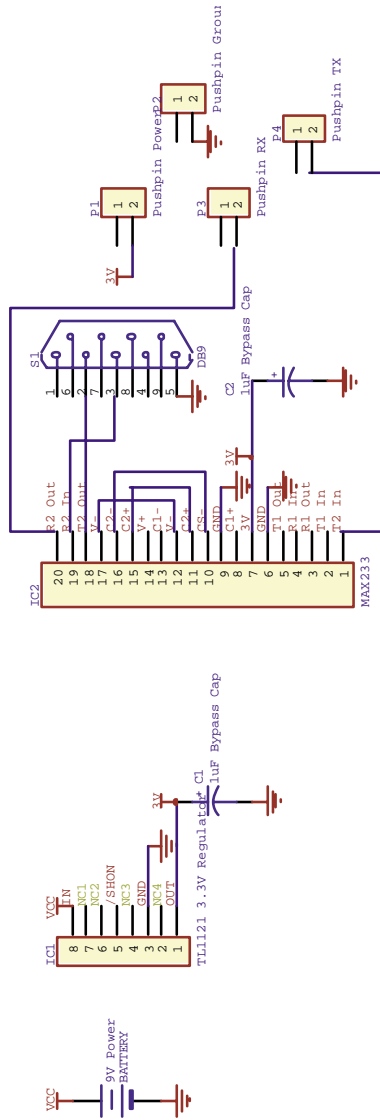 VCC
9V Power
BATTERY
IC1
VCC
8
7
6
5
4
3
2
1
IN
NC1
NC2
/SHDN
NC3
GND
NC4
OUT
TL1121 3.3V Regulator
3V
C1
+
1uF Bypass Cap
IC2
20
19
18
17
16
15
14
13
12
11
10
9
8
7
6
5
4
3
2
1
R2 Out
R2 In
T2 Out
V-
C2-
C2+
V+
C1-
V-
C2+
CS-
GND
C1+
3V
GND
T1 Out
R1 In
R1 Out
T1 In
T2 In
MAX233
3V
C2
+
1uF Bypass Cap
S1
1
6
2
7
3
8
4
9
5
DB9
3V
P1
1
2
Pushpin Power
P2
1
2
Pushpin Groun
P3
1
2
Pushpin RX
P4
1
2
Pushpin TX